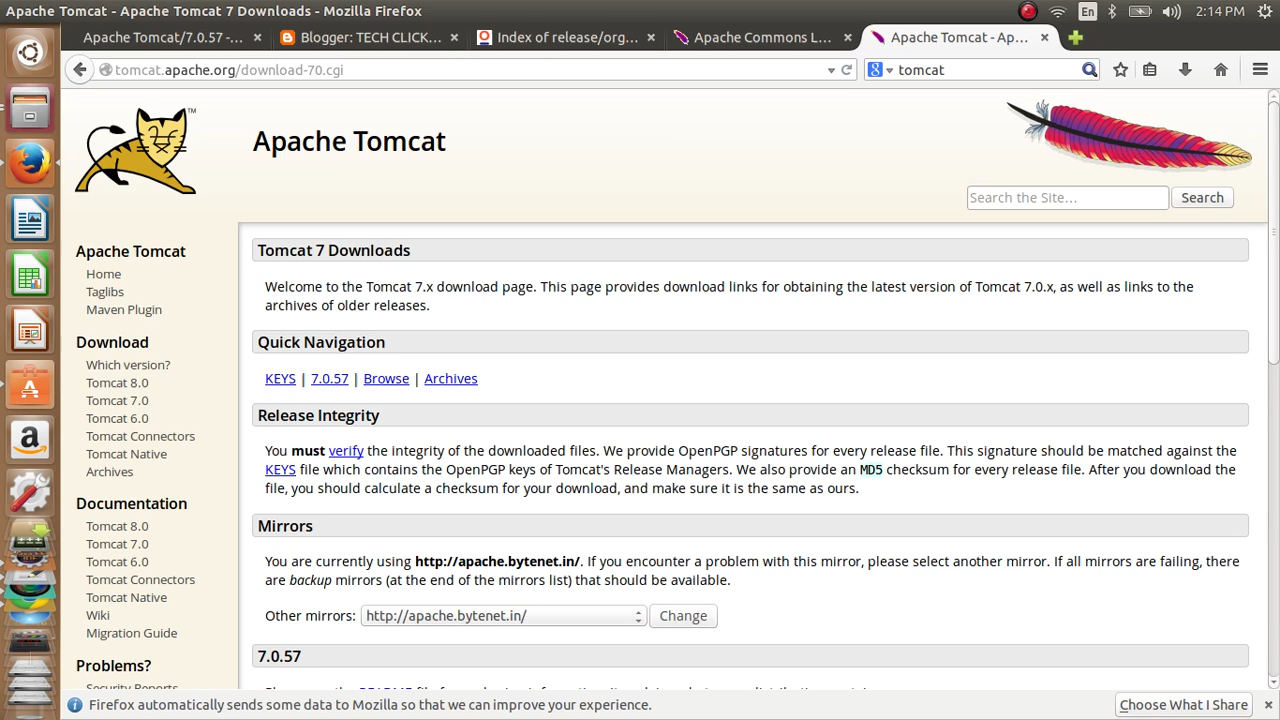 Apache Tomcat - Apache Tomcat 7 Downloads - Mozilla Firefox
En
2:14 PM
Apache Tomcat/7.0.57 -...
Blogger: TECH CLICK...
Index of release/org...
Apache Commons L...
Apache Tomcat - Ap...
tomcat.apache.org/download-70.cgi
tomcat
TM
Apache Tomcat
Search the Site...
Search
Apache Tomcat
Home
Taglibs
Maven Plugin
Download
Which version?
Tomcat 8.0
Tomcat 7.0
Tomcat 6.0
Tomcat Connectors
Tomcat Native
Archives
Documentation
Tomcat 8.0
Tomcat 7.0
Tomcat 6.0
Tomcat Connectors
Tomcat Native
Wiki
Migration Guide
Problems?
Security Reports
Tomcat 7 Downloads
Welcome to the Tomcat 7.x download page. This page provides download links for obtaining the latest version of Tomcat 7.0.x, as well as links to the
archives of older releases.
Quick Navigation
KEYS | 7.0.57 | Browse | Archives
Release Integrity
You must verify the integrity of the downloaded files. We provide OpenPGP signatures for every release file. This signature should be matched against the
KEYS file which contains the OpenPGP keys of Tomcat's Release Managers. We also provide an MD5 checksum for every release file. After you download the
file, you should calculate a checksum for your download, and make sure it is the same as ours.
Mirrors
You are currently using http://apache.bytenet.in/. If you encounter a problem with this mirror, please select another mirror. If all mirrors are failing, there
are backup mirrors (at the end of the mirrors list) that should be available.
Other mirrors: http://apache.bytenet.in/ Change
7.0.57
Firefox automatically sends some data to Mozilla so that we can improve your experience.
Choose What I Share